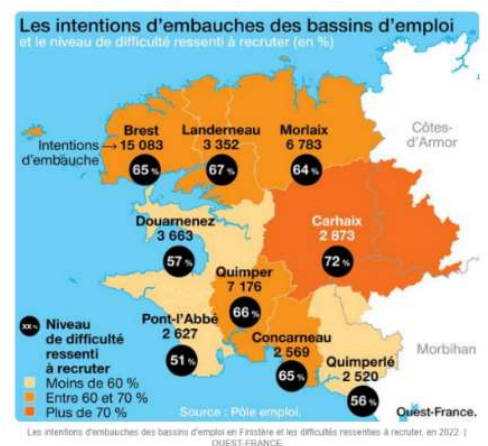 Les intentions d'embauches des bassins d'emploi
et le niveau de difficulté ressenti à recruter (en %)
Intentions
d'embauche
Brest
15 083
65 %
Landerneau
3 352
67 %
Morlaix
6 783
64 %
Côtes-
d'Armor
Douarnenez
3 663
57 %
Carhaix
2 873
72 %
Quimper
7 176
66 %
Pont-l'Abbé
2 627
51 %
Concarneau
2 569
65 %
Quimperlé
2 520
56 %
Morbihan
xx %
Niveau
de difficulté
ressenti
à recruter
Moins de 60 %
Entre 60 et 70 %
Plus de 70 %
Source : Pôle emploi.
Ouest-France.
Les intentions d'embauches des bassins d'emploi en Finistère et les difficultés ressenties à recruter, en 2022. |
OUEST-FRANCE